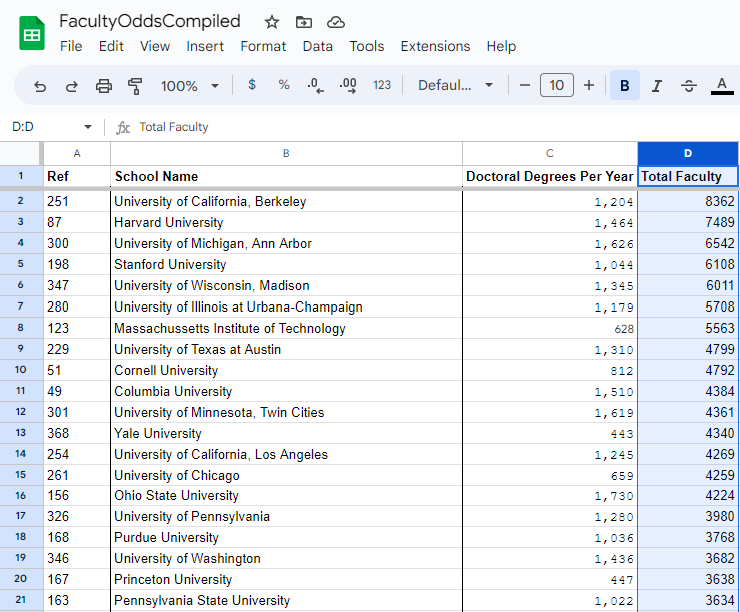 FacultyOddsCompiled
File Edit View Insert Format Data Tools Extensions Help
100% $ % .0 .00 123 Defaul... 10 B I S A
D:D fx Total Faculty
A B C D
1 Ref School Name Doctoral Degrees Per Year Total Faculty
2 251 University of California, Berkeley 1,204 8362
3 87 Harvard University 1,464 7489
4 300 University of Michigan, Ann Arbor 1,626 6542
5 198 Stanford University 1,044 6108
6 347 University of Wisconsin, Madison 1,345 6011
7 280 University of Illinois at Urbana-Champaign 1,179 5708
8 123 Massachussetts Institute of Technology 628 5563
9 229 University of Texas at Austin 1,310 4799
10 51 Cornell University 812 4792
11 49 Columbia University 1,510 4384
12 301 University of Minnesota, Twin Cities 1,619 4361
13 368 Yale University 443 4340
14 254 University of California, Los Angeles 1,245 4269
15 261 University of Chicago 659 4259
16 156 Ohio State University 1,730 4224
17 326 University of Pennsylvania 1,280 3980
18 168 Purdue University 1,036 3768
19 346 University of Washington 1,436 3682
20 167 Princeton University 447 3638
21 163 Pennsylvania State University 1,022 3634